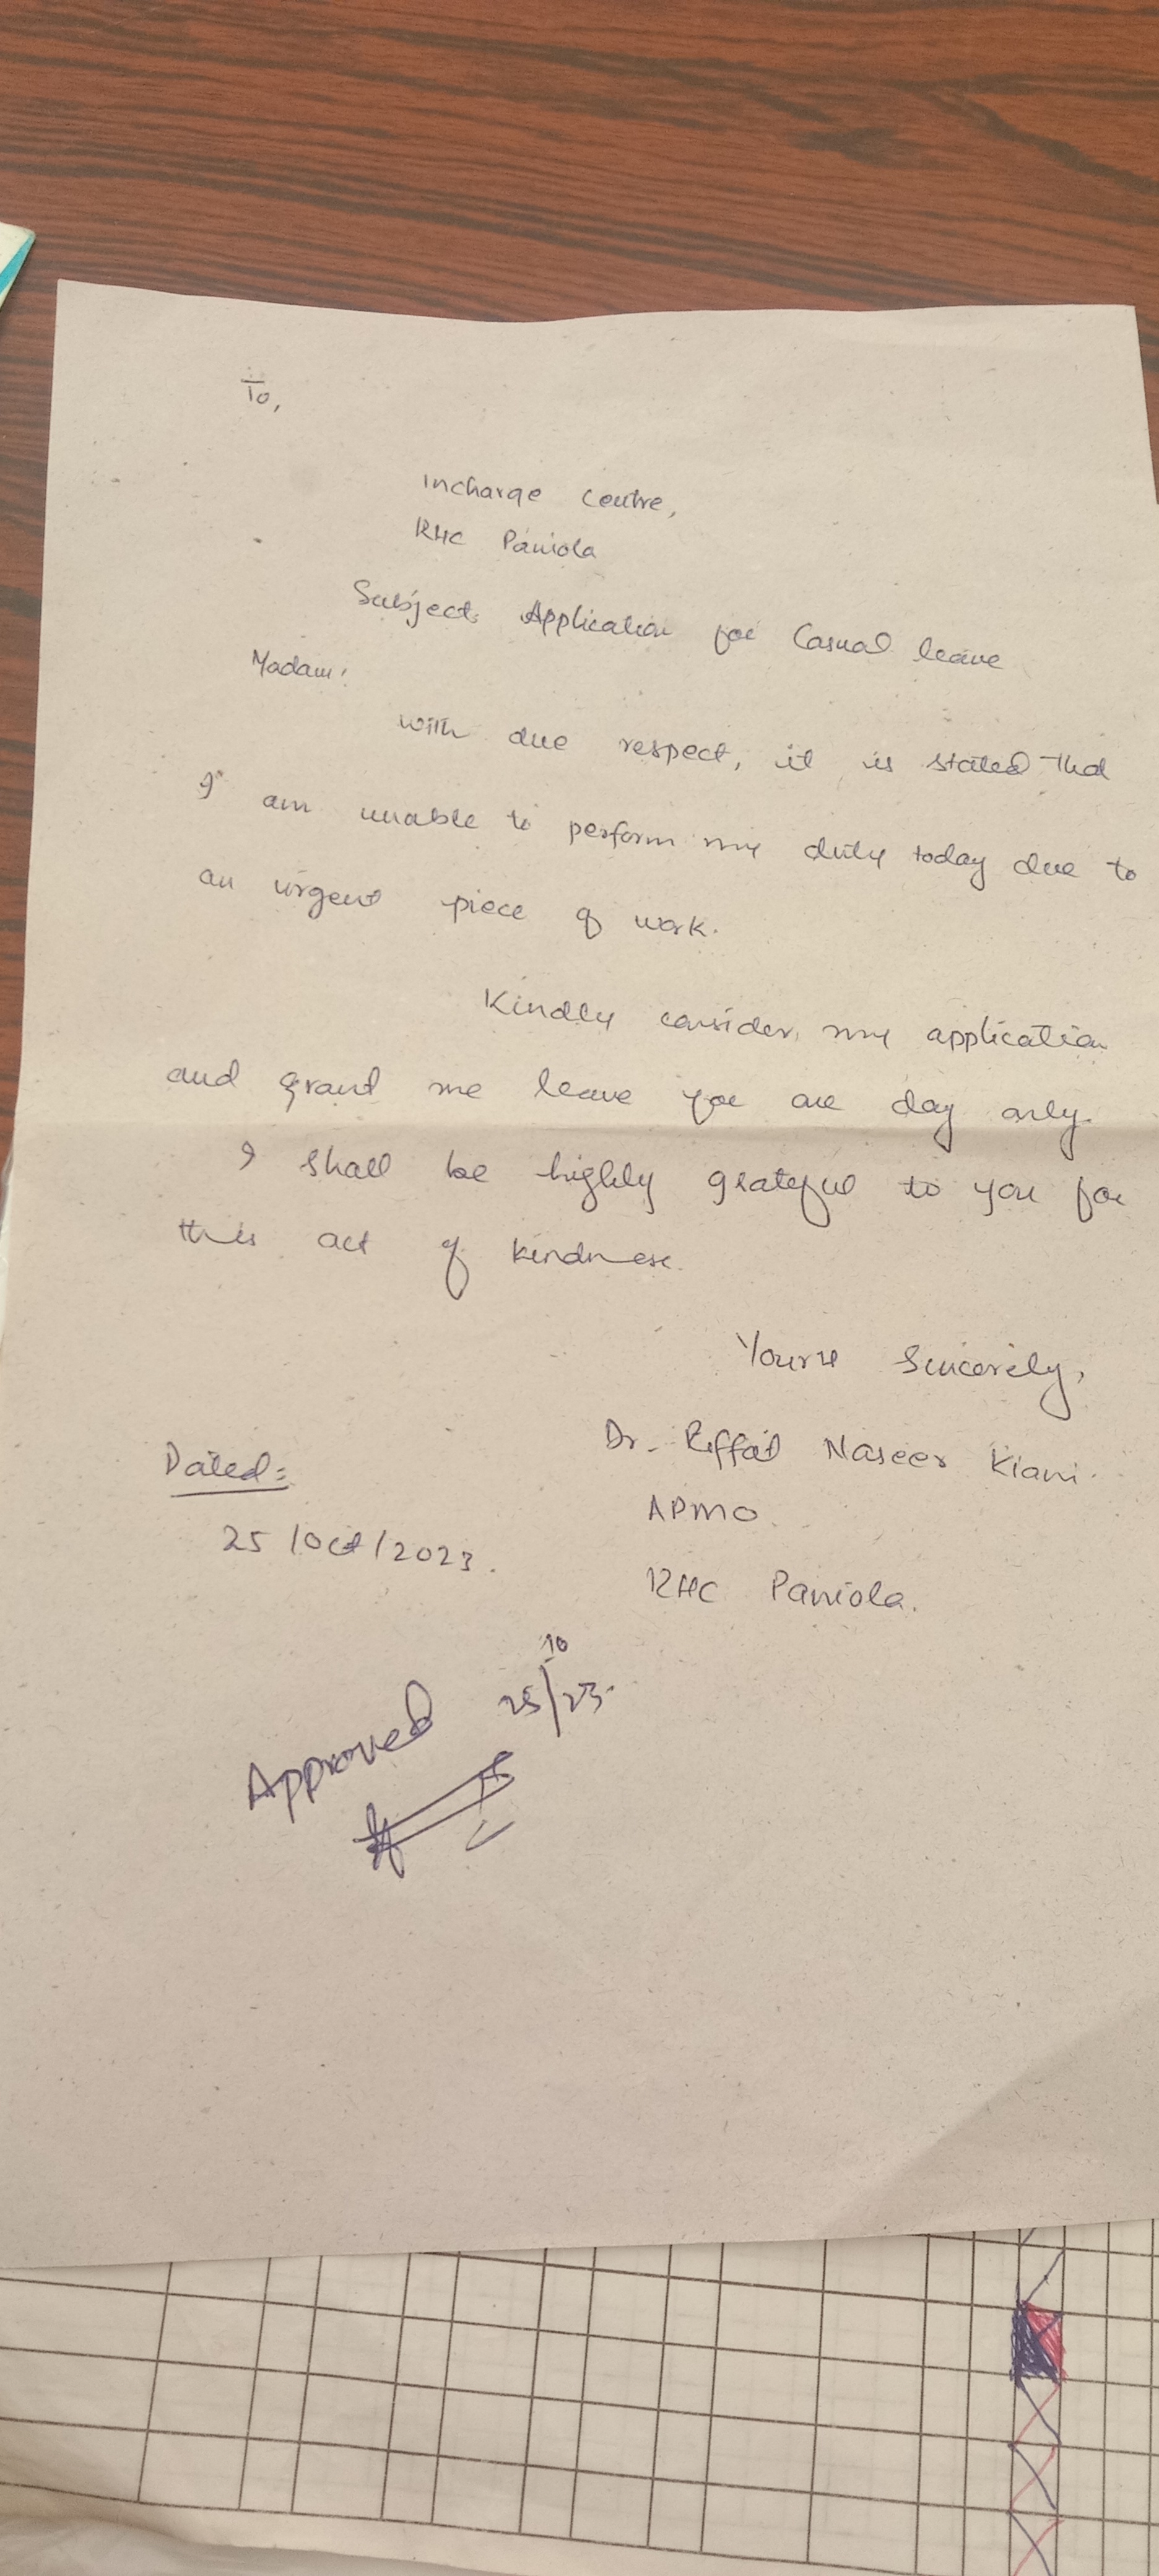 To,
Incharge Centre,
RHC Paniola
Subject: Application for Casual leave
Madam!
With due respect, it is stated that
I am unable to perform my duty today due to
an urgent piece of work.
Kindly consider my application
and grant me leave for one day only.
I shall be highly grateful to you for
this act of kindness.
Yours Sincerely,
Dr. Riffat Naseer Kiani.
APMO
RHC Paniola.
Dated:
25/Oct/2023.
Approved 25/10/23.